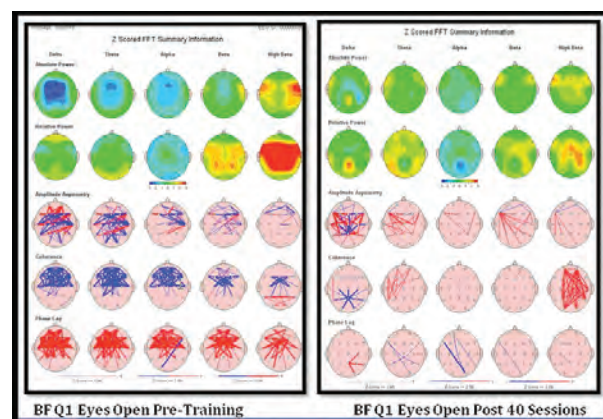 Z Scored FFT Summary Information
Delta Theta Alpha Beta High Beta
Absolute Power
Relative Power
Amplitude Asymmetry
Coherence
Phase Lag
BF Q1 Eyes Open Pre-Training
Z Scored FFT Summary Information
Delta Theta Alpha Beta High Beta
Absolute Power
Relative Power
Amplitude Asymmetry
Coherence
Phase Lag
BF Q1 Eyes Open Post 40 Sessions